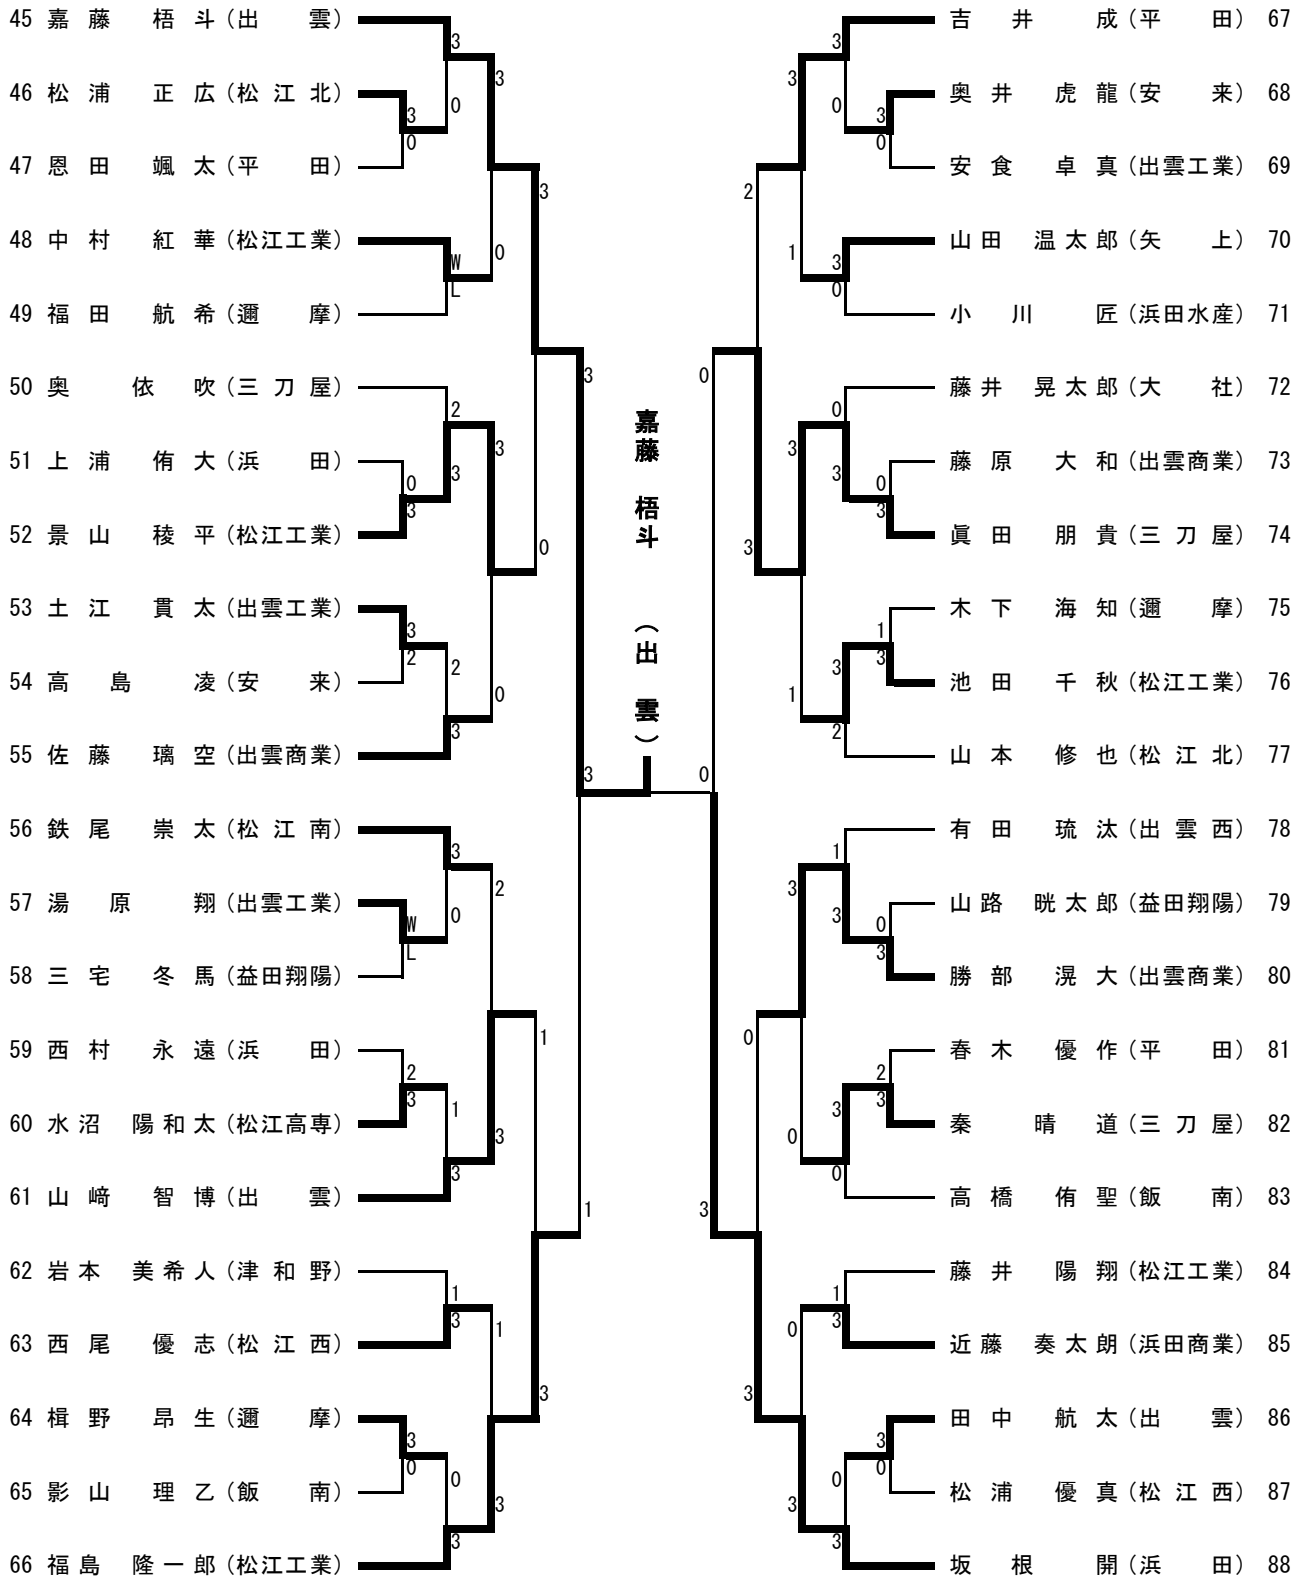 45 嘉藤 梧斗 (出雲)
46 松浦 正広 (松江北)
47 恩田 颯太 (平田)
48 中村 紅華 (松江工業)
49 福田 航希 (邇摩)
50 奥 依吹 (三刀屋)
51 上浦 侑大 (浜田)
52 景山 稜平 (松江工業)
53 土江 貫太 (出雲工業)
54 高島 凌 (安来)
55 佐藤 璃空 (出雲商業)
56 鉄尾 崇太 (松江南)
57 湯原 翔 (出雲工業)
58 三宅 冬馬 (益田翔陽)
59 西村 永遠 (浜田)
60 水沼 陽和太 (松江高専)
61 山﨑 智博 (出雲)
62 岩本 美希人 (津和野)
63 西尾 優志 (松江西)
64 楫野 昂生 (邇摩)
65 影山 理乙 (飯南)
66 福島 隆一郎 (松江工業)
3 0
3 0
W L
2 3
0 3
3 2
2 3
3 0
W L
2 3
1 3
1 3
3 0
0 3
3 0
3 0
2 3
1 3
3 0
1 3
3 1
3 0
嘉藤 梧斗 (出雲)
吉井 成 (平田) 67
奥井 虎龍 (安来) 68
安食 卓真 (出雲工業) 69
山田 温太郎 (矢上) 70
小川 匠 (浜田水産) 71
藤井 晃太郎 (大社) 72
藤原 大和 (出雲商業) 73
眞田 朋貴 (三刀屋) 74
木下 海知 (邇摩) 75
池田 千秋 (松江工業) 76
山本 修也 (松江北) 77
有田 琉汰 (出雲西) 78
山路 晄太郎 (益田翔陽) 79
勝部 滉大 (出雲商業) 80
春木 優作 (平田) 81
秦 晴道 (三刀屋) 82
高橋 侑聖 (飯南) 83
藤井 陽翔 (松江工業) 84
近藤 奏太朗 (浜田商業) 85
田中 航太 (出雲) 86
松浦 優真 (松江西) 87
坂根 開 (浜田) 88
3 0
3 0
3 0
0 3
0 3
1 3
3 2
1 3
0 3
2 3
3 0
1 3
3 0
0 3
3 1
3 1
3 0
0 3
2 3
0 3
0 3